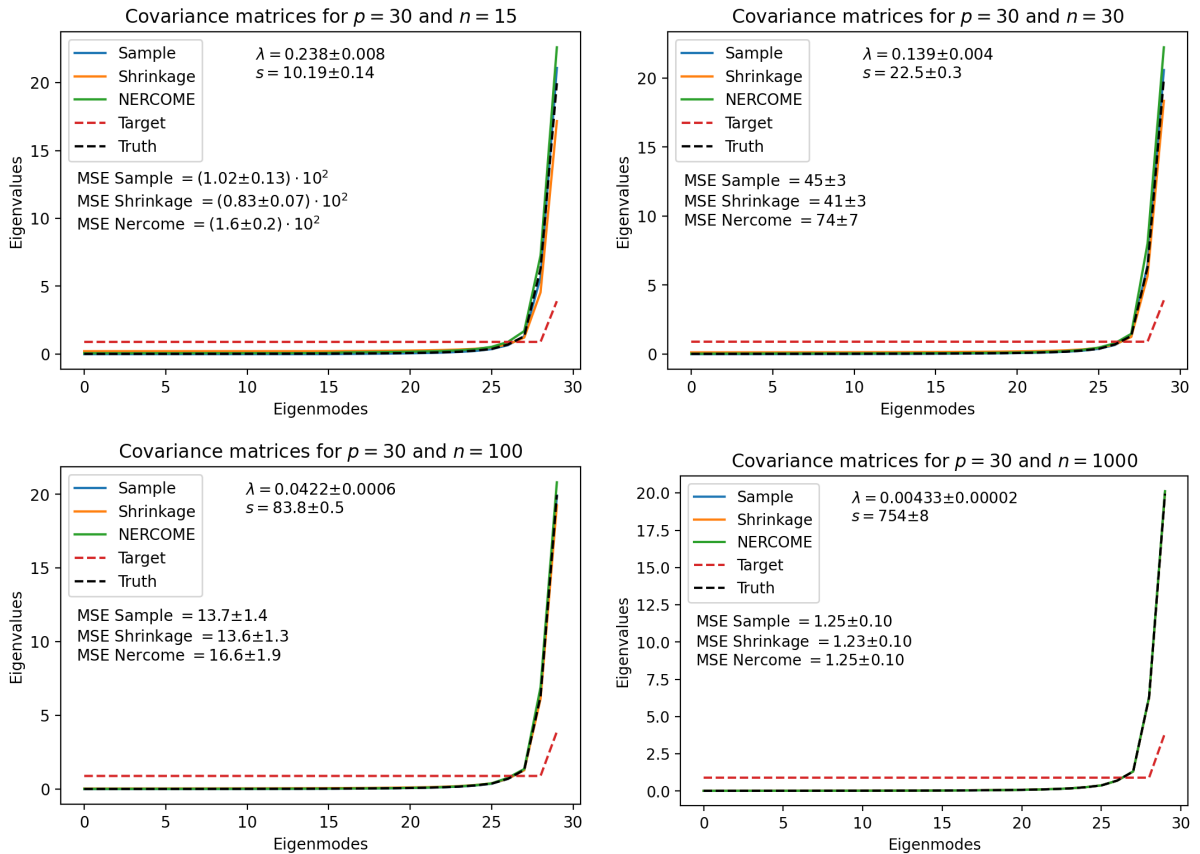 Covariance matrices for p = 30 and n = 15
Sample
Shrinkage
NERCOME
Target
Truth
λ = 0.238±0.008
s = 10.19±0.14
MSE Sample = (1.02±0.13) · 10²
MSE Shrinkage = (0.83±0.07) · 10²
MSE Nercome = (1.6±0.2) · 10²
Eigenvalues
20
15
10
5
0
0 5 10 15 20 25 30
Eigenmodes
Covariance matrices for p = 30 and n = 30
Sample
Shrinkage
NERCOME
Target
Truth
λ = 0.139±0.004
s = 22.5±0.3
MSE Sample = 45±3
MSE Shrinkage = 41±3
MSE Nercome = 74±7
Eigenvalues
20
15
10
5
0
0 5 10 15 20 25 30
Eigenmodes
Covariance matrices for p = 30 and n = 100
Sample
Shrinkage
NERCOME
Target
Truth
λ = 0.0422±0.0006
s = 83.8±0.5
MSE Sample = 13.7±1.4
MSE Shrinkage = 13.6±1.3
MSE Nercome = 16.6±1.9
Eigenvalues
20
15
10
5
0
0 5 10 15 20 25 30
Eigenmodes
Covariance matrices for p = 30 and n = 1000
Sample
Shrinkage
NERCOME
Target
Truth
λ = 0.00433±0.00002
s = 754±8
MSE Sample = 1.25±0.10
MSE Shrinkage = 1.23±0.10
MSE Nercome = 1.25±0.10
Eigenvalues
20.0
17.5
15.0
12.5
10.0
7.5
5.0
2.5
0.0
0 5 10 15 20 25 30
Eigenmodes